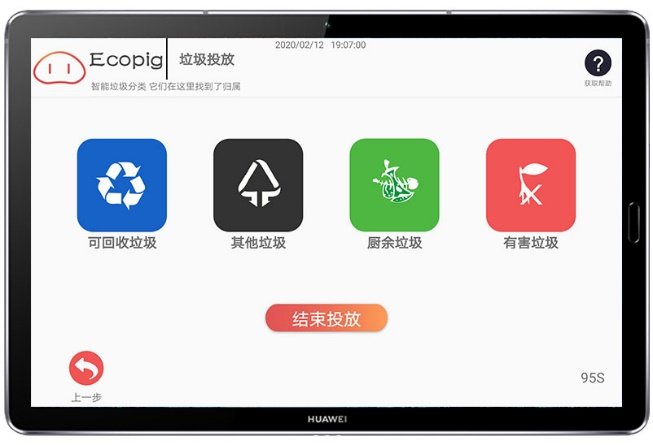 2020/02/12 19:07:00
Ecopig
垃圾投放
智能垃圾分类 它们在这里找到了归属
?
获取帮助
可回收垃圾
其他垃圾
厨余垃圾
有害垃圾
结束投放
上一步
95S
HUAWEI